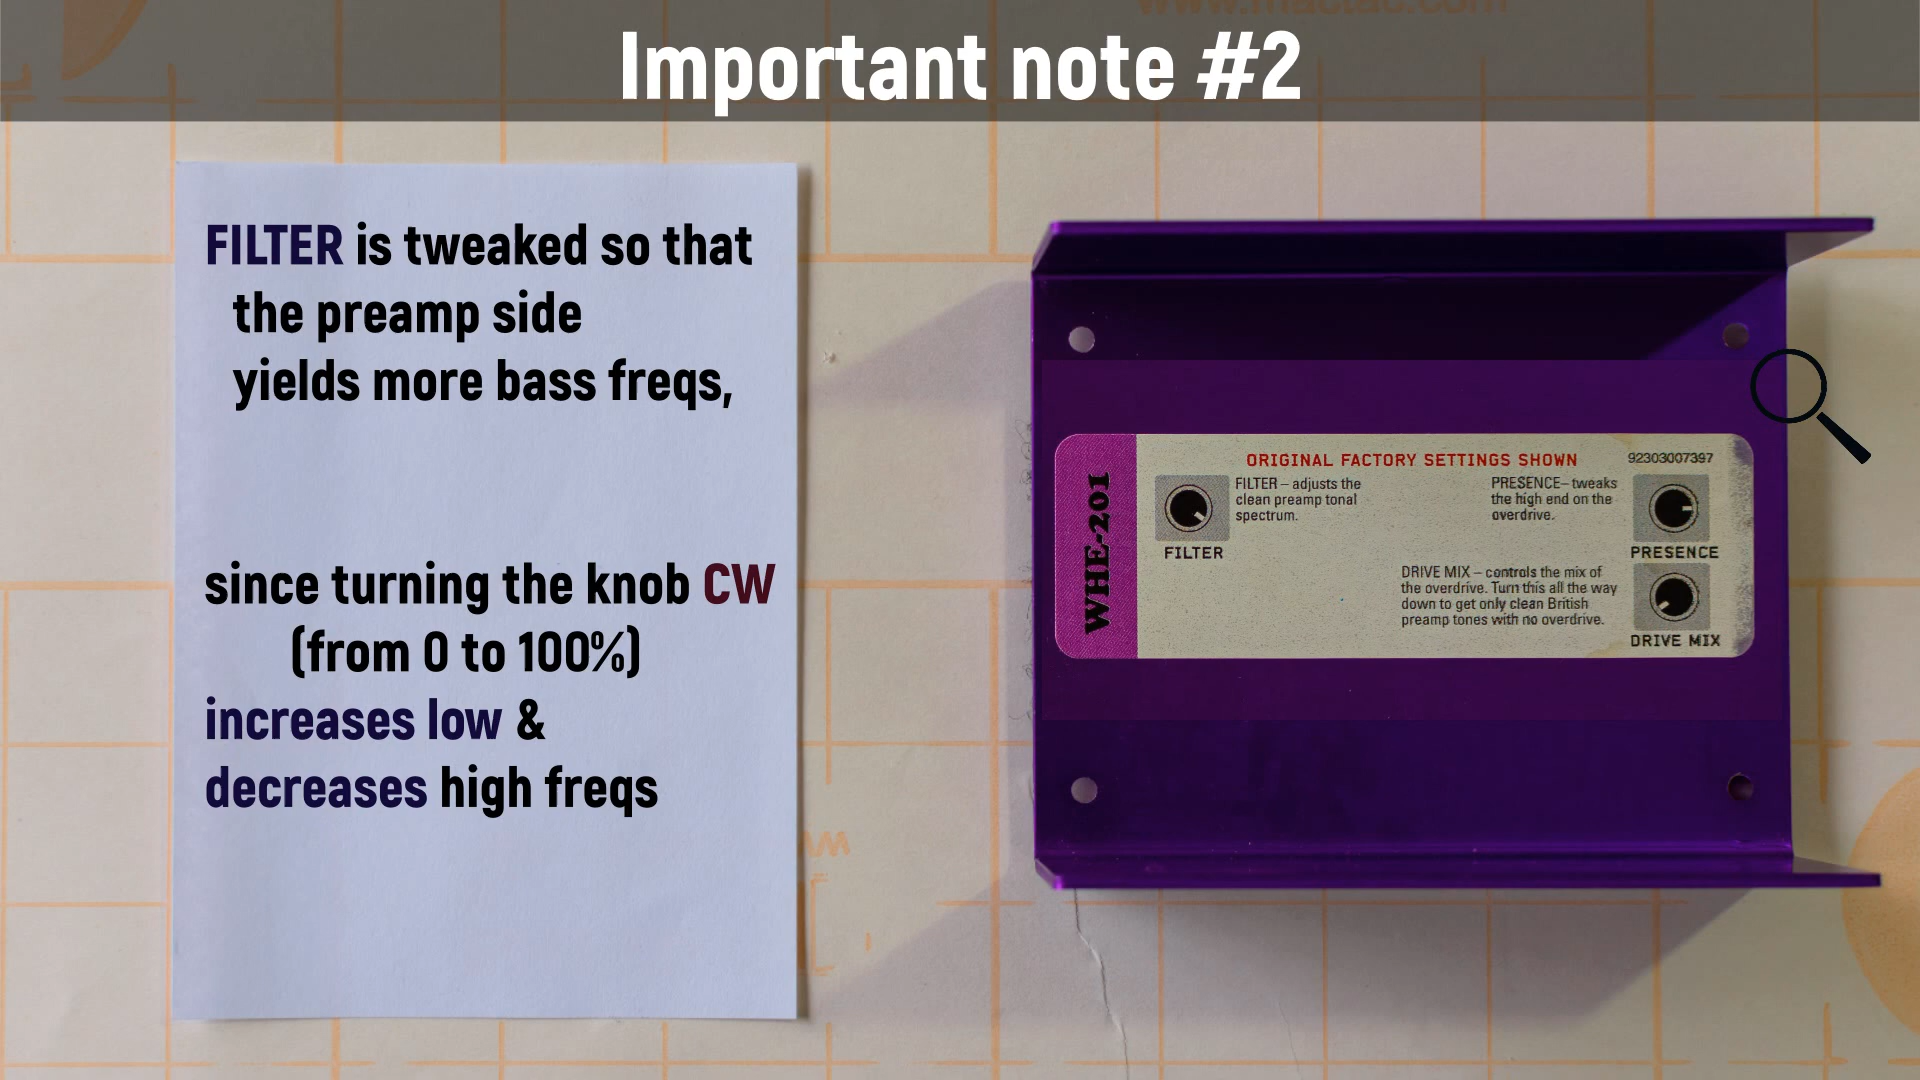 www.mactac.com
Important note #2
FILTER is tweaked so that
the preamp side
yields more bass freqs,
since turning the knob CW
(from 0 to 100%)
increases low &
decreases high freqs
WHE-201
ORIGINAL FACTORY SETTINGS SHOWN
92303007397
FILTER – adjusts the
clean preamp tonal
spectrum.
FILTER
PRESENCE– tweaks
the high end on the
overdrive.
PRESENCE
DRIVE MIX – controls the mix of
the overdrive. Turn this all the way
down to get only clean British
preamp tones with no overdrive.
DRIVE MIX